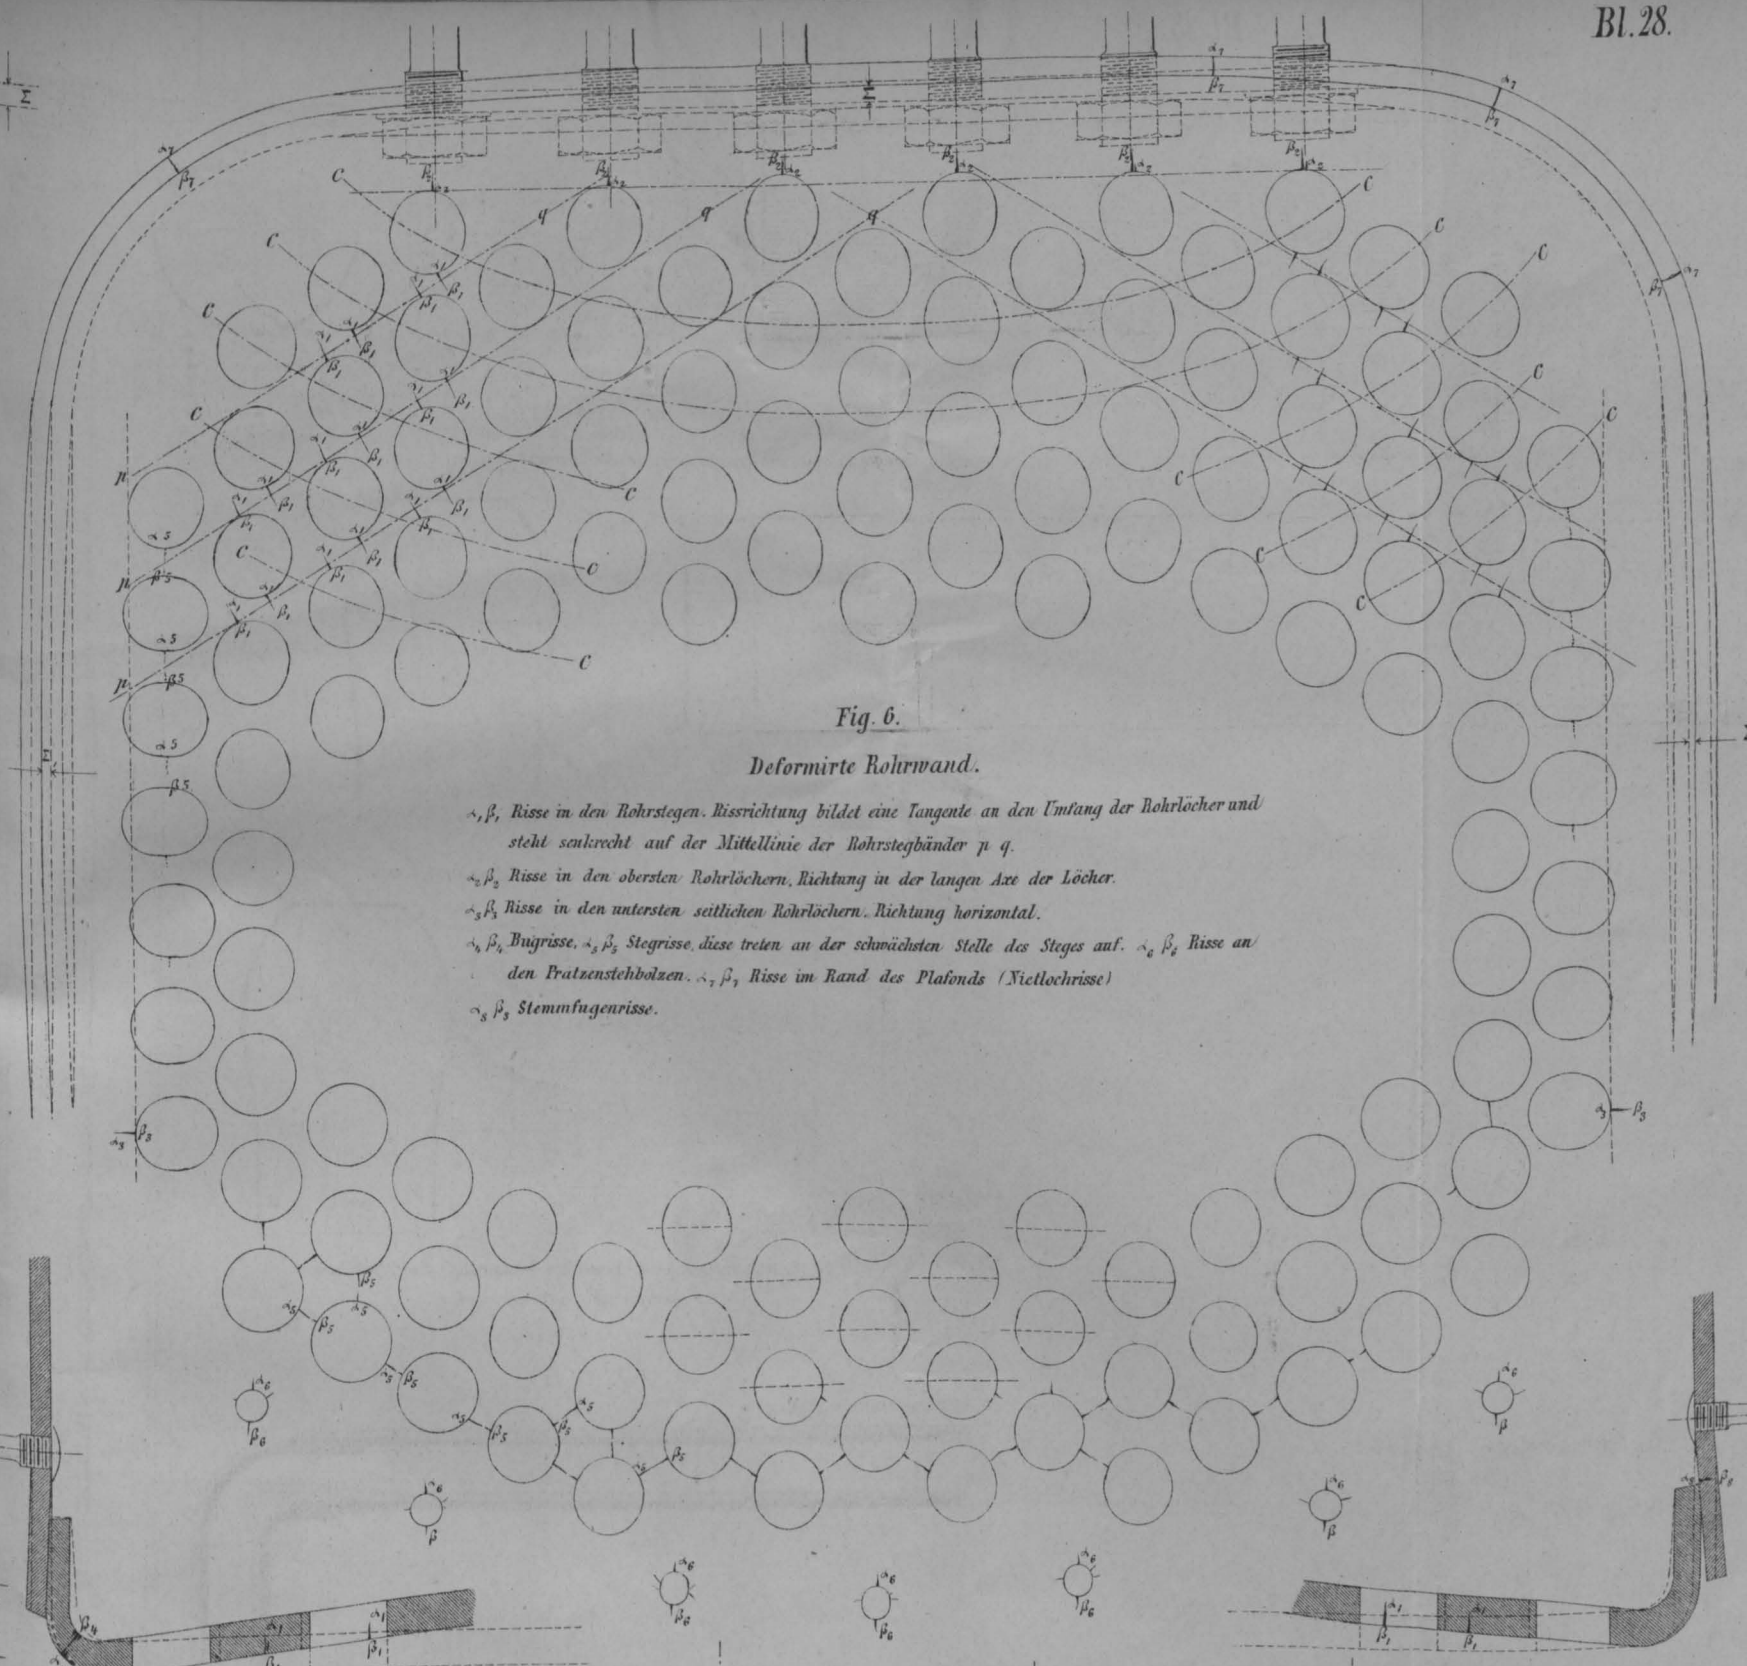 Bl. 28.
Fig. 6.
Deformirte Rohrwand.
α₁ β₁ Risse in den Rohrstegen. Rissrichtung bildet eine Tangente an den Umfang der Rohrlöcher und
steht senkrecht auf der Mittellinie der Rohrstegbänder p q.
α₂ β₂ Risse in den obersten Rohrlöchern. Richtung in der langen Axe der Löcher.
α₃ β₃ Risse in den untersten seitlichen Rohrlöchern. Richtung horizontal.
α₄ β₄ Bugrisse, α₅ β₅ Stegrisse, diese treten an der schwächsten Stelle des Steges auf. α₆ β₆ Risse an
den Pratzenstehbolzen. α₇ β₇ Risse im Rand des Plafonds (Nietlochrisse)
α₈ β₈ Stemmfugenrisse.